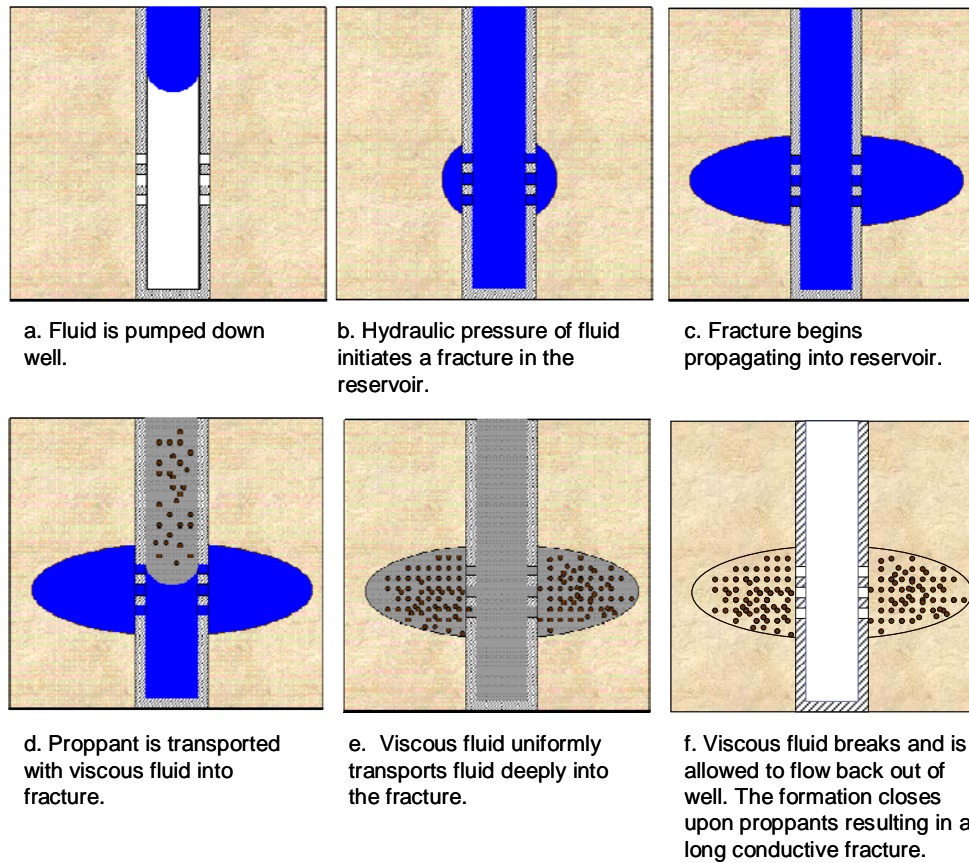 a. Fluid is pumped down
well.
b. Hydraulic pressure of fluid
initiates a fracture in the
reservoir.
c. Fracture begins
propagating into reservoir.
d. Proppant is transported
with viscous fluid into
fracture.
e.  Viscous fluid uniformly
transports fluid deeply into
the fracture.
f. Viscous fluid breaks and is
allowed to flow back out of
well. The formation closes
upon proppants resulting in a
long conductive fracture.